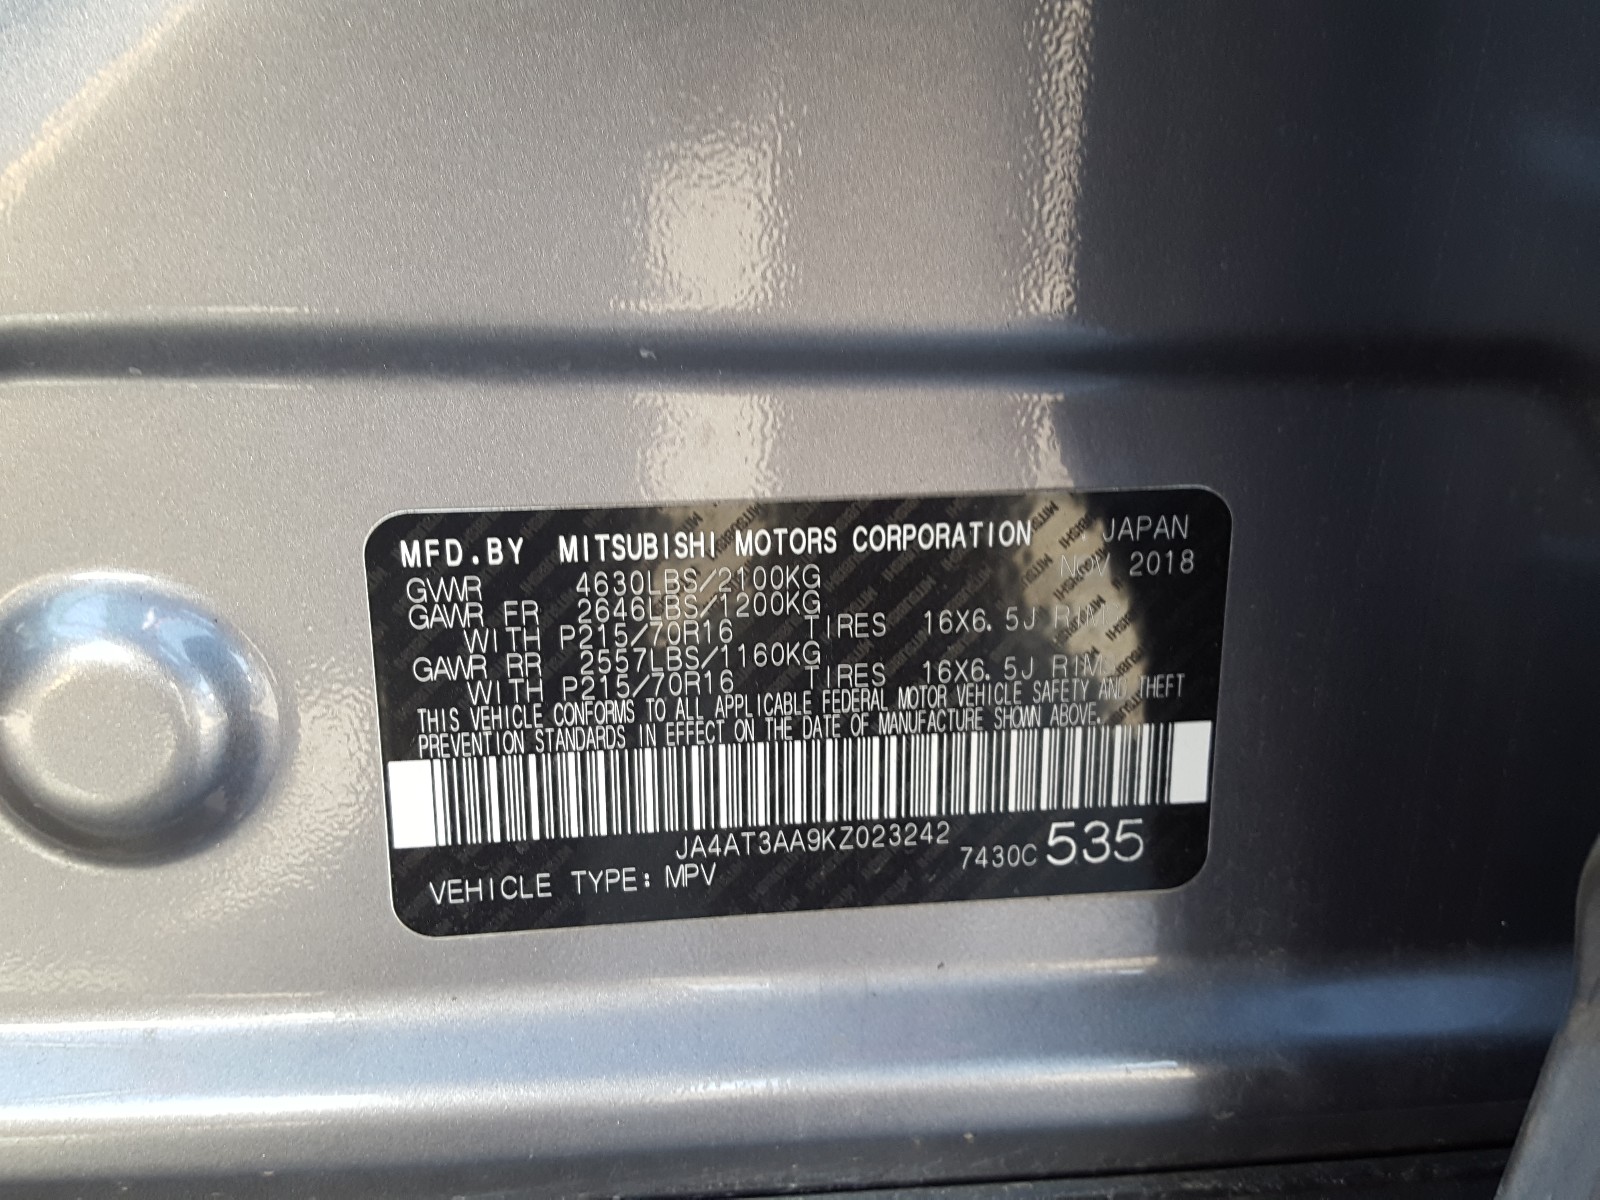 MFD.BY MITSUBISHI MOTORS CORPORATION JAPAN
NOV 2018
GVWR 4630LBS/2100KG
GAWR FR 2646LBS/1200KG
WITH P215/70R16 TIRES 16X6.5J RIM
GAWR RR 2557LBS/1160KG
WITH P215/70R16 TIRES 16X6.5J RIM
THIS VEHICLE CONFORMS TO ALL APPLICABLE FEDERAL MOTOR VEHICLE SAFETY AND THEFT
PREVENTION STANDARDS IN EFFECT ON THE DATE OF MANUFACTURE SHOWN ABOVE.
JA4AT3AA9KZ023242
7430C 535
VEHICLE TYPE: MPV